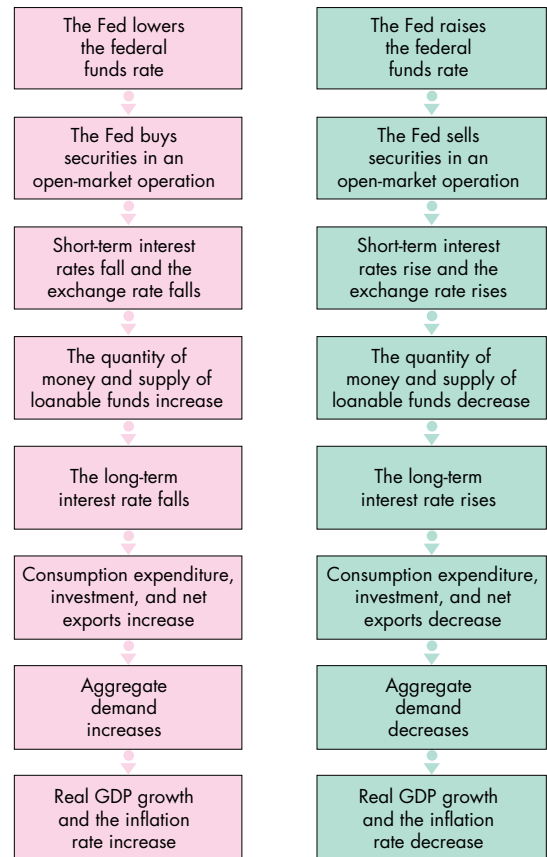 The Fed lowers
the federal
funds rate
The Fed buys
securities in an
open-market operation
Short-term interest
rates fall and the
exchange rate falls
The quantity of
money and supply of
loanable funds increase
The long-term
interest rate falls
Consumption expenditure,
investment, and net
exports increase
Aggregate
demand
increases
Real GDP growth
and the inflation
rate increase
The Fed raises
the federal
funds rate
The Fed sells
securities in an
open-market operation
Short-term interest
rates rise and the
exchange rate rises
The quantity of
money and supply of
loanable funds decrease
The long-term
interest rate rises
Consumption expenditure,
investment, and net
exports decrease
Aggregate
demand
decreases
Real GDP growth
and the inflation
rate decrease